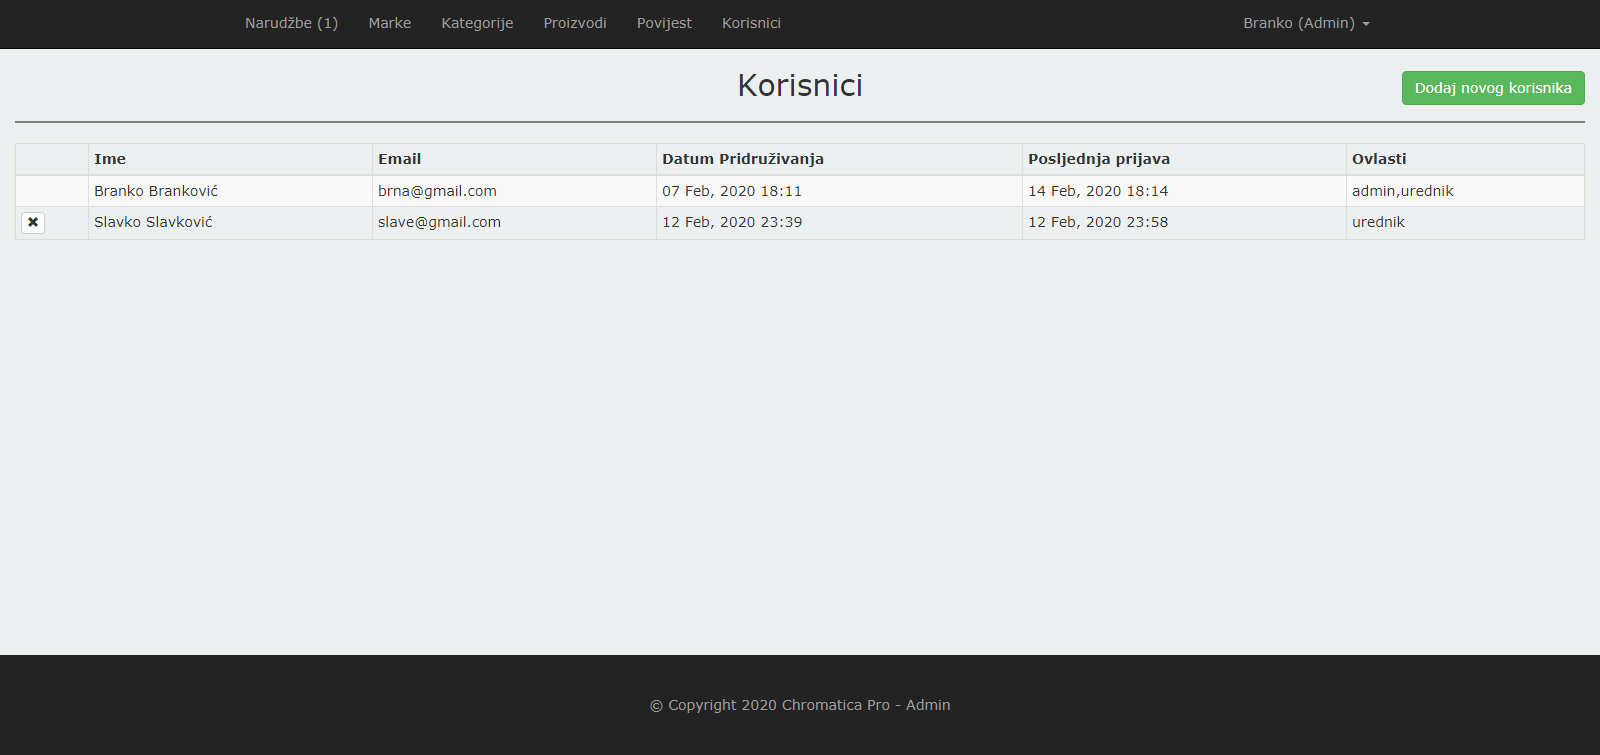 Narudžbe (1) Marke Kategorije Proizvodi Povijest Korisnici Branko (Admin)
Korisnici
Dodaj novog korisnika
Ime Email Datum Pridruživanja Posljednja prijava Ovlasti
Branko Branković brna@gmail.com 07 Feb, 2020 18:11 14 Feb, 2020 18:14 admin,urednik
Slavko Slavković slave@gmail.com 12 Feb, 2020 23:39 12 Feb, 2020 23:58 urednik
© Copyright 2020 Chromatica Pro - Admin